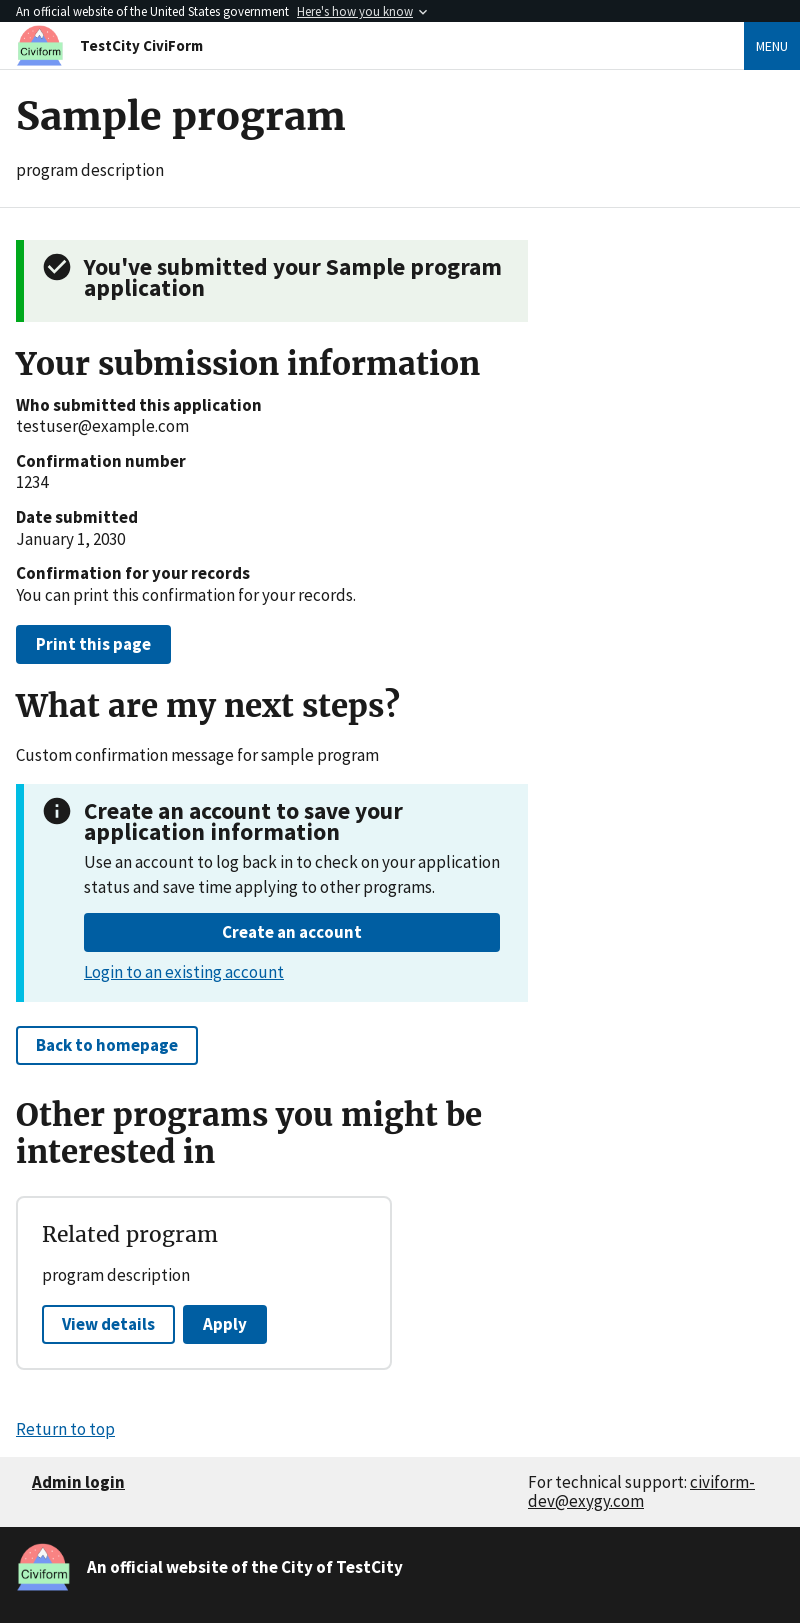 An official website of the United States government Here's how you know
Civiform
TestCity CiviForm
MENU
Sample program
program description
You've submitted your Sample program
application
Your submission information
Who submitted this application
testuser@example.com
Confirmation number
1234
Date submitted
January 1, 2030
Confirmation for your records
You can print this confirmation for your records.
Print this page
What are my next steps?
Custom confirmation message for sample program
Create an account to save your
application information
Use an account to log back in to check on your application
status and save time applying to other programs.
Create an account
Login to an existing account
Back to homepage
Other programs you might be
interested in
Related program
program description
View details
Apply
Return to top
Admin login
For technical support: civiform-
dev@exygy.com
Civiform
An official website of the City of TestCity